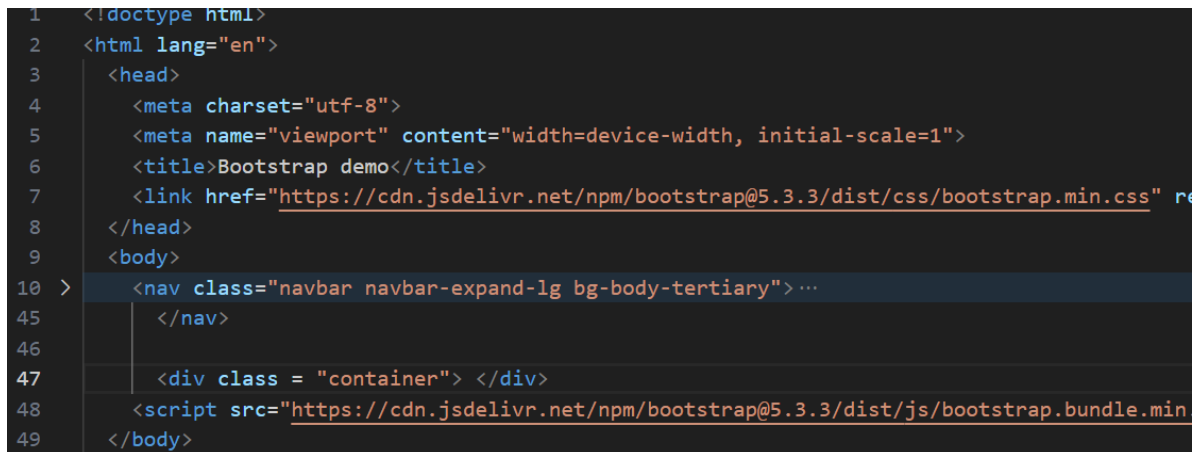 1 <!doctype html>
2 <html lang="en">
3 <head>
4 <meta charset="utf-8">
5 <meta name="viewport" content="width=device-width, initial-scale=1">
6 <title>Bootstrap demo</title>
7 <link href="https://cdn.jsdelivr.net/npm/bootstrap@5.3.3/dist/css/bootstrap.min.css" re
8 </head>
9 <body>
10 > <nav class="navbar navbar-expand-lg bg-body-tertiary">···
45 </nav>
46
47 <div class = "container"> </div>
48 <script src="https://cdn.jsdelivr.net/npm/bootstrap@5.3.3/dist/js/bootstrap.bundle.min.
49 </body>